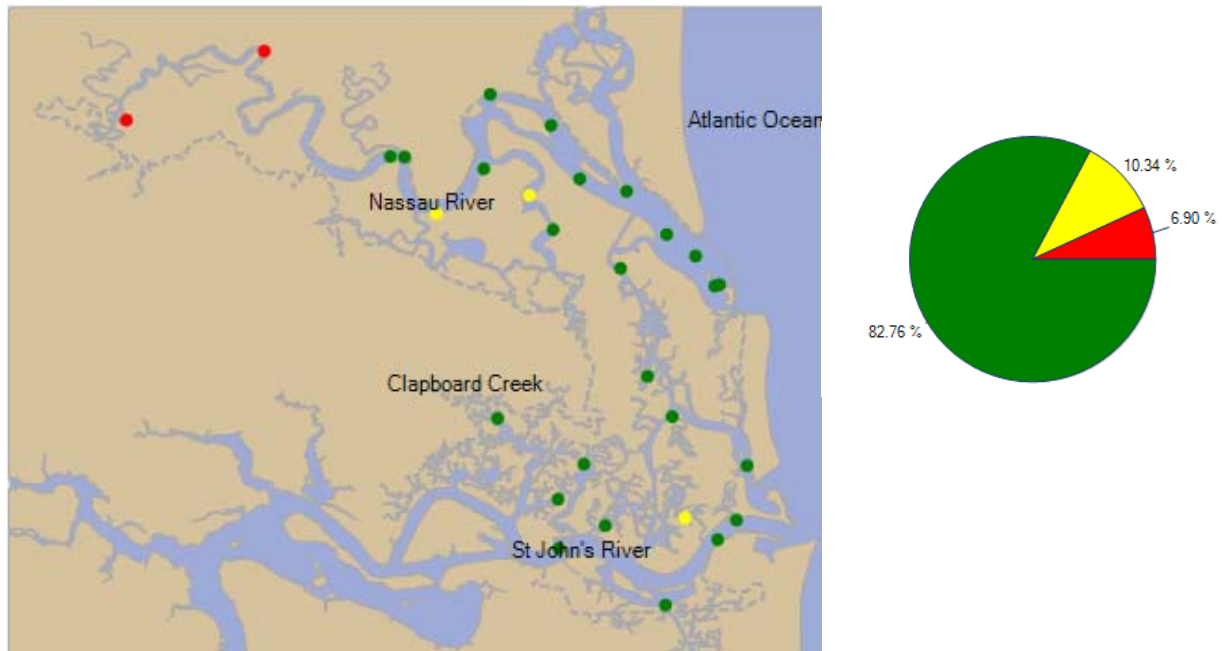 Atlantic Ocean
Nassau River
Clapboard Creek
St John's River
10.34 %
6.90 %
82.76 %